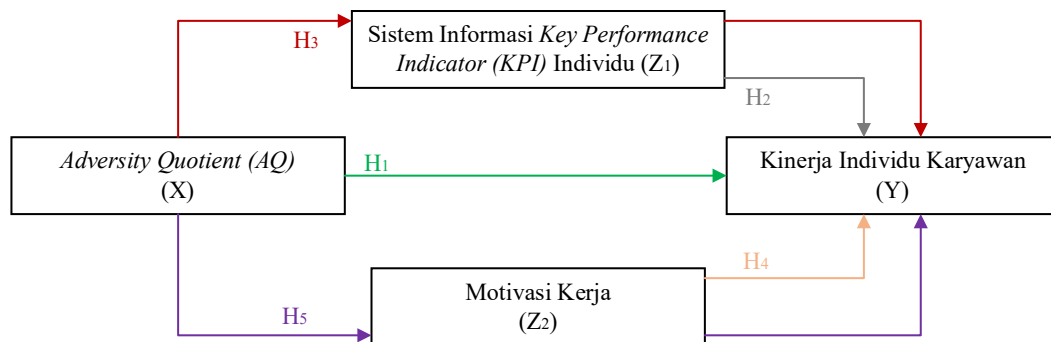 H3
Sistem Informasi Key Performance
Indicator (KPI) Individu (Z1)
H2
Adversity Quotient (AQ)
(X)
H1
Kinerja Individu Karyawan
(Y)
H4
Motivasi Kerja
(Z2)
H5